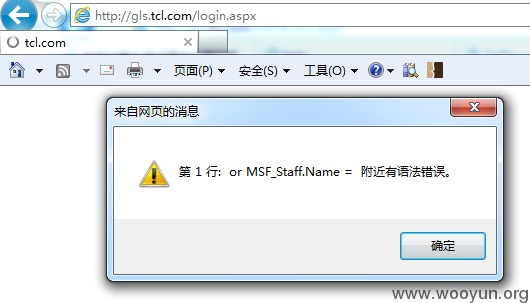 http://gls.tcl.com/login.aspx
tcl.com
页面(P) 安全(S) 工具(O)
来自网页的消息
第 1 行: or MSF_Staff.Name = 附近有语法错误。
确定
www.wooyun.org